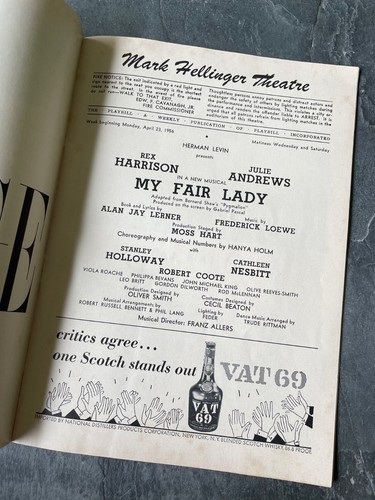 GE
Mark Hellinger Theatre
FIRE NOTICE: The exit indicated by a red light and
sign nearest to the seat you occupy is the shortest
route to the street. In the event of fire please
do not run—WALK TO THAT EXIT.
EDW. F. CAVANAGH, JR.
FIRE COMMISSIONER
Thoughtless persons annoy patrons and distract actors and
endanger the safety of others by lighting matches during
the performance and intermissions. This violates a city or-
dinance and renders the offender liable to ARREST. It is
urged that all patrons refrain from lighting matches in the
auditorium of this theatre.
THE PLAYBILL • A WEEKLY PUBLICATION OF PLAYBILL INCORPORATED
Week beginning Monday, April 23, 1956
Matinees Wednesday and Saturday
HERMAN LEVIN
presents
REX
HARRISON
JULIE
ANDREWS
IN A NEW MUSICAL
MY FAIR LADY
Adapted from Bernard Shaw's "Pygmalion"
Produced on the screen by Gabriel Pascal
Book and Lyrics by
ALAN JAY LERNER
Music by
FREDERICK LOEWE
Production Staged by
MOSS HART
Choreography and Musical Numbers by HANYA HOLM
with
STANLEY
HOLLOWAY
CATHLEEN
NESBITT
ROBERT COOTE
VIOLA ROACHE PHILIPPA BEVANS JOHN MICHAEL KING OLIVE REEVES-SMITH
LEO BRITT GORDON DILWORTH ROD McLENNAN
Production Designed by
OLIVER SMITH
Costumes Designed by
CECIL BEATON
Musical Arrangements by
ROBERT RUSSELL BENNETT & PHIL LANG
Lighting by
FEDER
Dance Music Arranged by
TRUDE RITTMAN
Musical Director: FRANZ ALLERS
critics agree...
one Scotch stands out
VAT 69
VAT
69
IMPORTED BY NATIONAL DISTILLERS PRODUCTS CORPORATION, NEW YORK, N.Y. BLENDED SCOTCH WHISKY. 86.8 PROOF.